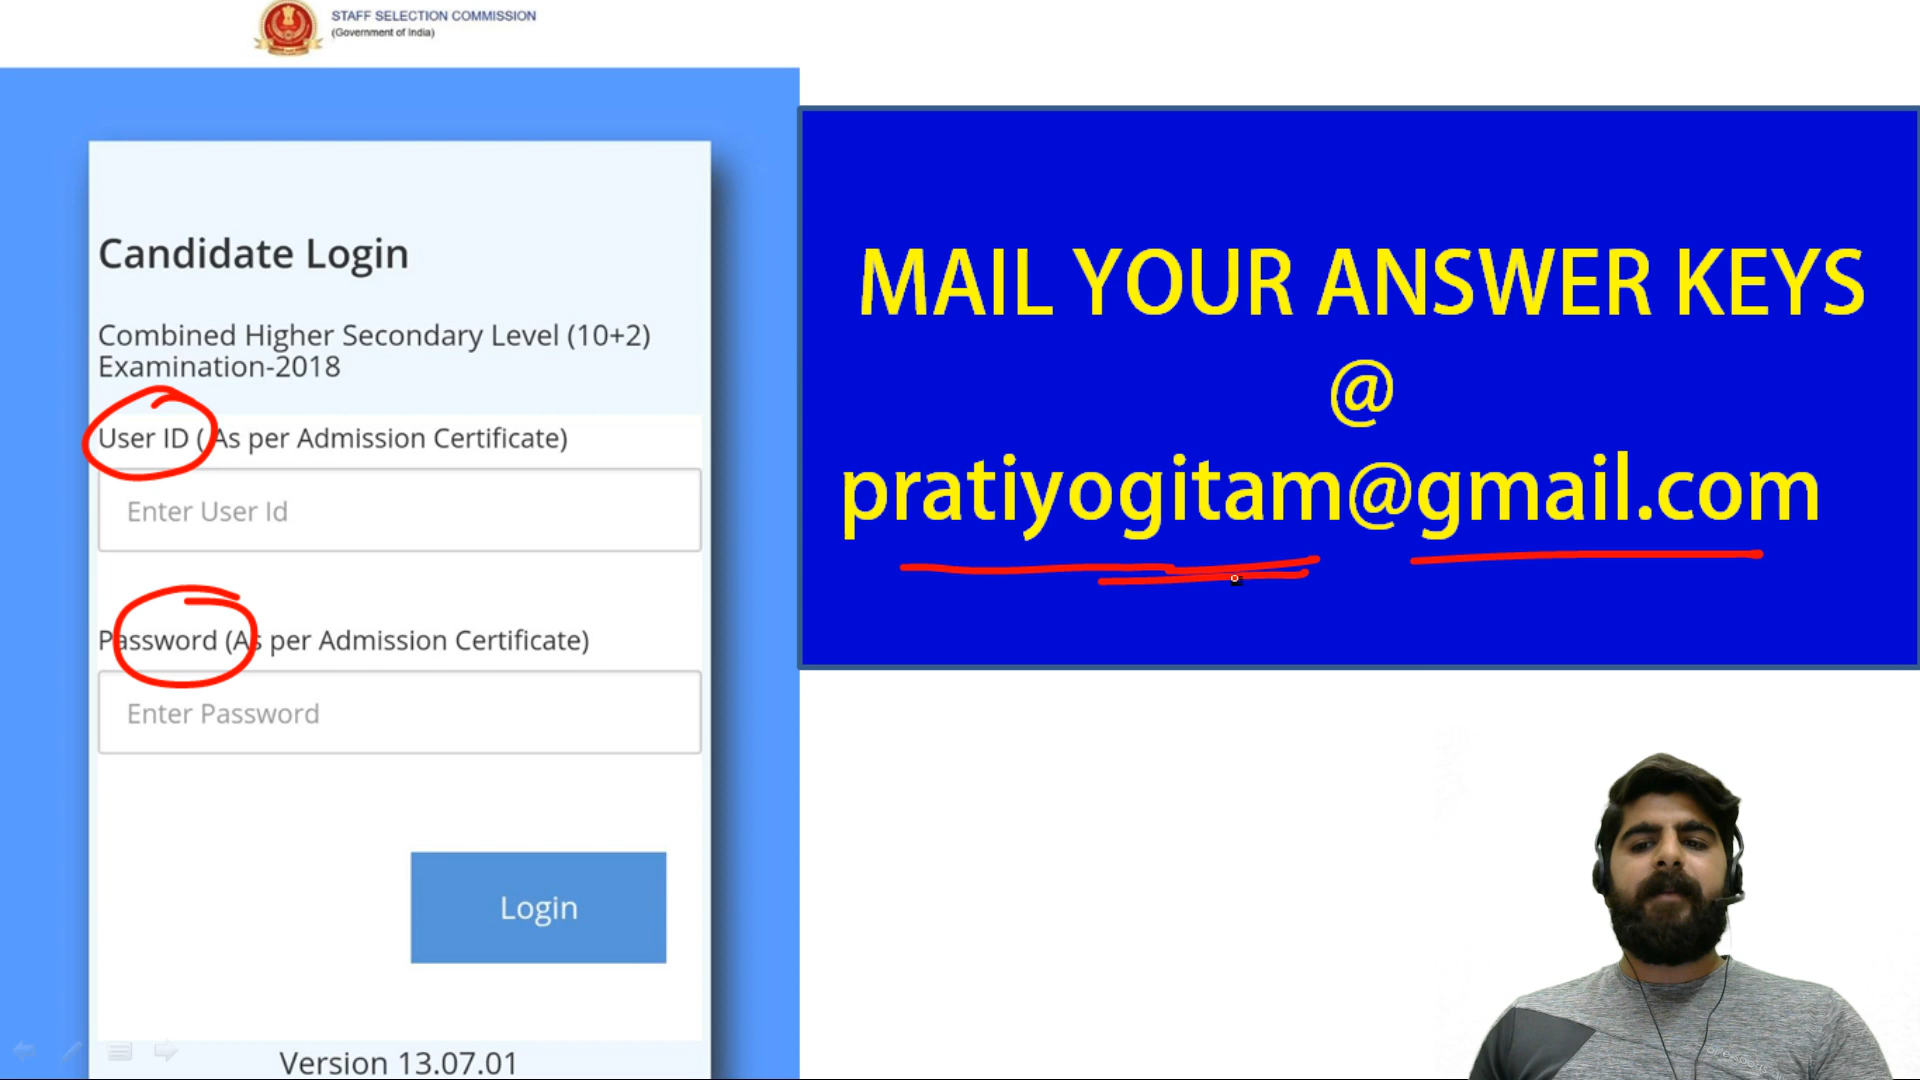 STAFF SELECTION COMMISSION
(Government of India)
Candidate Login
Combined Higher Secondary Level (10+2)
Examination-2018
User ID ( As per Admission Certificate)
Enter User Id
Password (As per Admission Certificate)
Enter Password
Login
Version 13.07.01
MAIL YOUR ANSWER KEYS
@
pratiyogitam@gmail.com